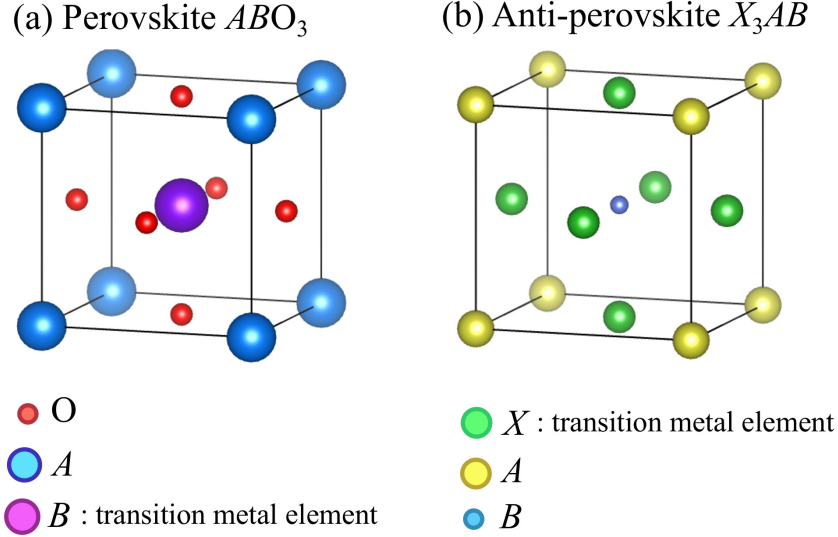 (a) Perovskite ABO₃
(b) Anti-perovskite X₃AB
O
A
B : transition metal element
X : transition metal element
A
B